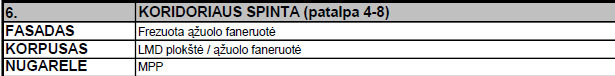 6. KORIDORIAUS SPINTA (patalpa 4-8)
FASADAS Frezuota ąžuolo faneruotė
KORPUSAS LMD plokštė / ąžuolo faneruotė
NUGARĖLĖ MPP